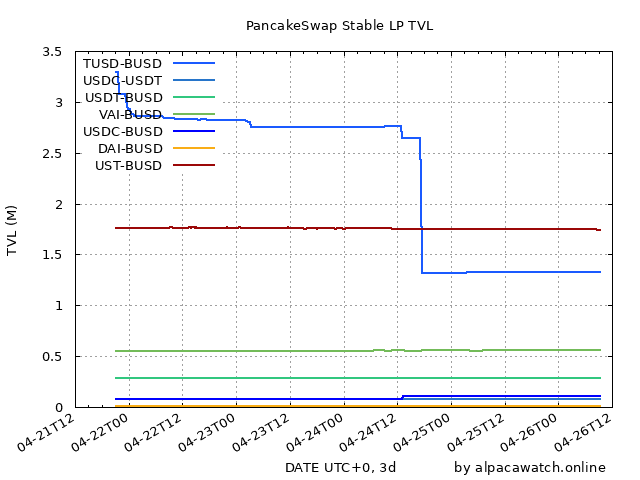 PancakeSwap Stable LP TVL
3.5
3
2.5
2
1.5
1
0.5
0
TVL (M)
TUSD-BUSD
USDC-USDT
USDT-BUSD
VAI-BUSD
USDC-BUSD
DAI-BUSD
UST-BUSD
04-21T12
04-22T00
04-22T12
04-23T00
04-23T12
04-24T00
04-24T12
04-25T00
04-25T12
04-26T00
04-26T12
DATE UTC+0, 3d
by alpacawatch.online